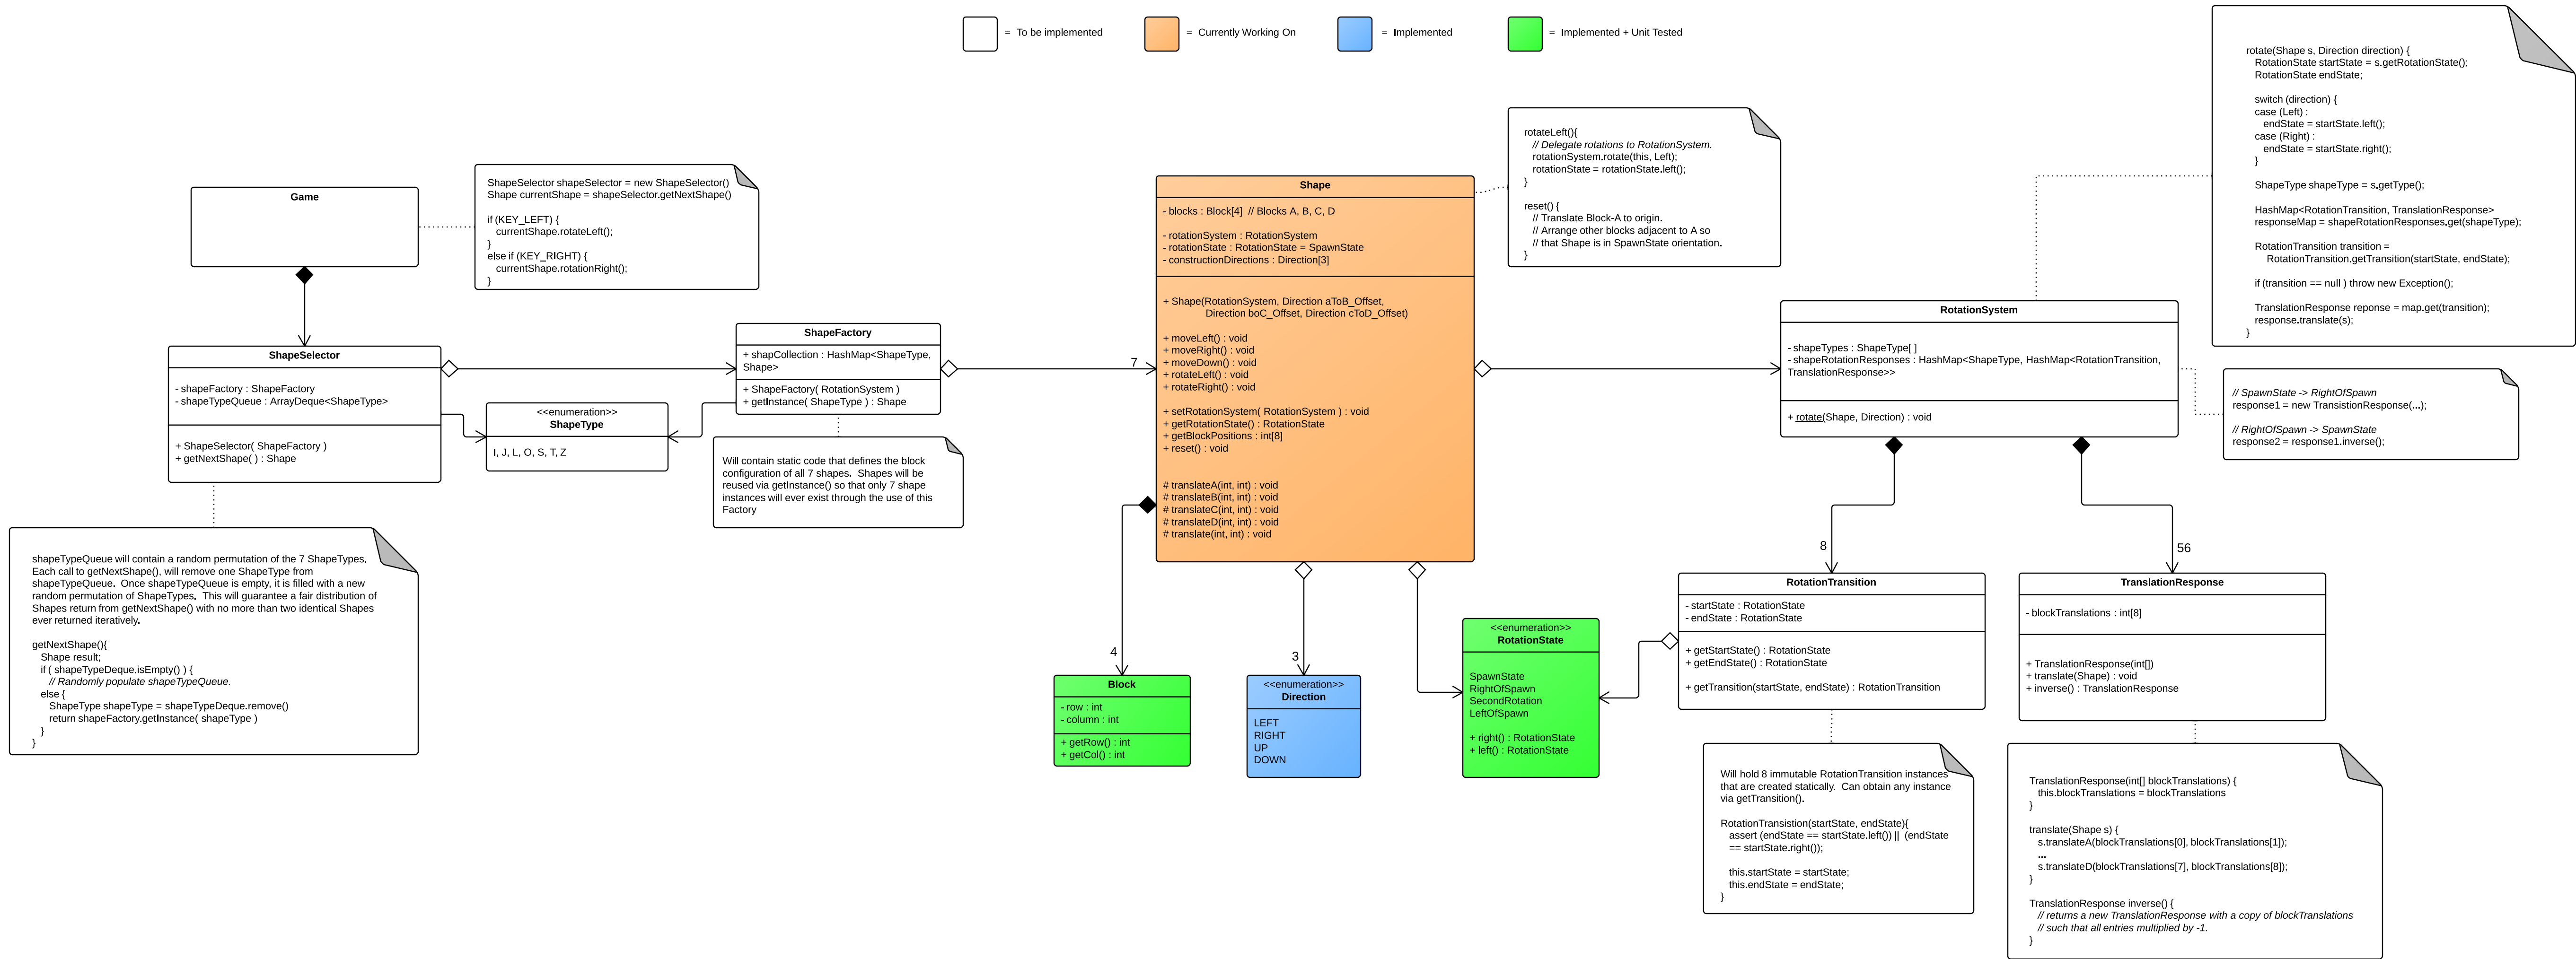 = To be implemented
= Currently Working On
= Implemented
= Implemented + Unit Tested
rotate(Shape s, Direction direction) {
RotationState startState = s.getRotationState();
RotationState endState;
switch (direction) {
case (Left) :
endState = startState.left();
case (Right) :
endState = startState.right();
}
ShapeType shapeType = s.getType();
HashMap<RotationTransition, TranslationResponse>
responseMap = shapeRotationResponses.get(shapeType);
RotationTransition transition =
RotationTransition.getTransition(startState, endState);
if (transition == null ) throw new Exception();
TranslationResponse reponse = map.get(transition);
response.translate(s);
}
rotateLeft(){
// Delegate rotations to RotationSystem.
rotationSystem.rotate(this, Left);
rotationState = rotationState.left();
}
reset() {
// Translate Block-A to origin.
// Arrange other blocks adjacent to A so
// that Shape is in SpawnState orientation.
}
Game
ShapeSelector shapeSelector = new ShapeSelector()
Shape currentShape = shapeSelector.getNextShape()
if (KEY_LEFT) {
currentShape.rotateLeft();
}
else if (KEY_RIGHT) {
currentShape.rotationRight();
}
Shape
- blocks : Block[4]  // Blocks A, B, C, D
- rotationSystem : RotationSystem
- rotationState : RotationState = SpawnState
- constructionDirections : Direction[3]
+ Shape(RotationSystem, Direction aToB_Offset,
Direction boC_Offset, Direction cToD_Offset)
+ moveLeft() : void
+ moveRight() : void
+ moveDown() : void
+ rotateLeft() : void
+ rotateRight() : void
+ setRotationSystem( RotationSystem ) : void
+ getRotationState() : RotationState
+ getBlockPositions : int[8]
+ reset() : void
# translateA(int, int) : void
# translateB(int, int) : void
# translateC(int, int) : void
# translateD(int, int) : void
# translate(int, int) : void
ShapeSelector
- shapeFactory : ShapeFactory
- shapeTypeQueue : ArrayDeque<ShapeType>
+ ShapeSelector( ShapeFactory )
+ getNextShape( ) : Shape
<<enumeration>>
ShapeType
I, J, L, O, S, T, Z
ShapeFactory
+ shapCollection : HashMap<ShapeType,
Shape>
+ ShapeFactory( RotationSystem )
+ getInstance( ShapeType ) : Shape
7
Will contain static code that defines the block
configuration of all 7 shapes.  Shapes will be
reused via getInstance() so that only 7 shape
instances will ever exist through the use of this
Factory
RotationSystem
- shapeTypes : ShapeType[ ]
- shapeRotationResponses : HashMap<ShapeType, HashMap<RotationTransition,
TranslationResponse>>
+ rotate(Shape, Direction) : void
// SpawnState -> RightOfSpawn
response1 = new TransistionResponse(...);
// RightOfSpawn -> SpawnState
response2 = response1.inverse();
shapeTypeQueue will contain a random permutation of the 7 ShapeTypes.
Each call to getNextShape(), will remove one ShapeType from
shapeTypeQueue.  Once shapeTypeQueue is empty, it is filled with a new
random permutation of ShapeTypes.  This will guarantee a fair distribution of
Shapes return from getNextShape() with no more than two identical Shapes
ever returned iteratively.
getNextShape(){
Shape result;
if ( shapeTypeDeque.isEmpty() ) {
// Randomly populate shapeTypeQueue.
else {
ShapeType shapeType = shapeTypeDeque.remove()
return shapeFactory.getInstance( shapeType )
}
}
4
3
8
56
Block
- row : int
- column : int
+ getRow() : int
+ getCol() : int
<<enumeration>>
Direction
LEFT
RIGHT
UP
DOWN
<<enumeration>>
RotationState
SpawnState
RightOfSpawn
SecondRotation
LeftOfSpawn
+ right() : RotationState
+ left() : RotationState
RotationTransition
- startState : RotationState
- endState : RotationState
+ getStartState() : RotationState
+ getEndState() : RotationState
+ getTransition(startState, endState) : RotationTransition
TranslationResponse
- blockTranslations : int[8]
+ TranslationResponse(int[])
+ translate(Shape) : void
+ inverse() : TranslationResponse
Will hold 8 immutable RotationTransition instances
that are created statically.  Can obtain any instance
via getTransition().
RotationTransistion(startState, endState){
assert (endState == startState.left()) ||  (endState
== startState.right());
this.startState = startState;
this.endState = endState;
}
TranslationResponse(int[] blockTranslations) {
this.blockTranslations = blockTranslations
}
translate(Shape s) {
s.translateA(blockTranslations[0], blockTranslations[1]);
...
s.translateD(blockTranslations[7], blockTranslations[8]);
}
TranslationResponse inverse() {
// returns a new TranslationResponse with a copy of blockTranslations
// such that all entries multiplied by -1.
}